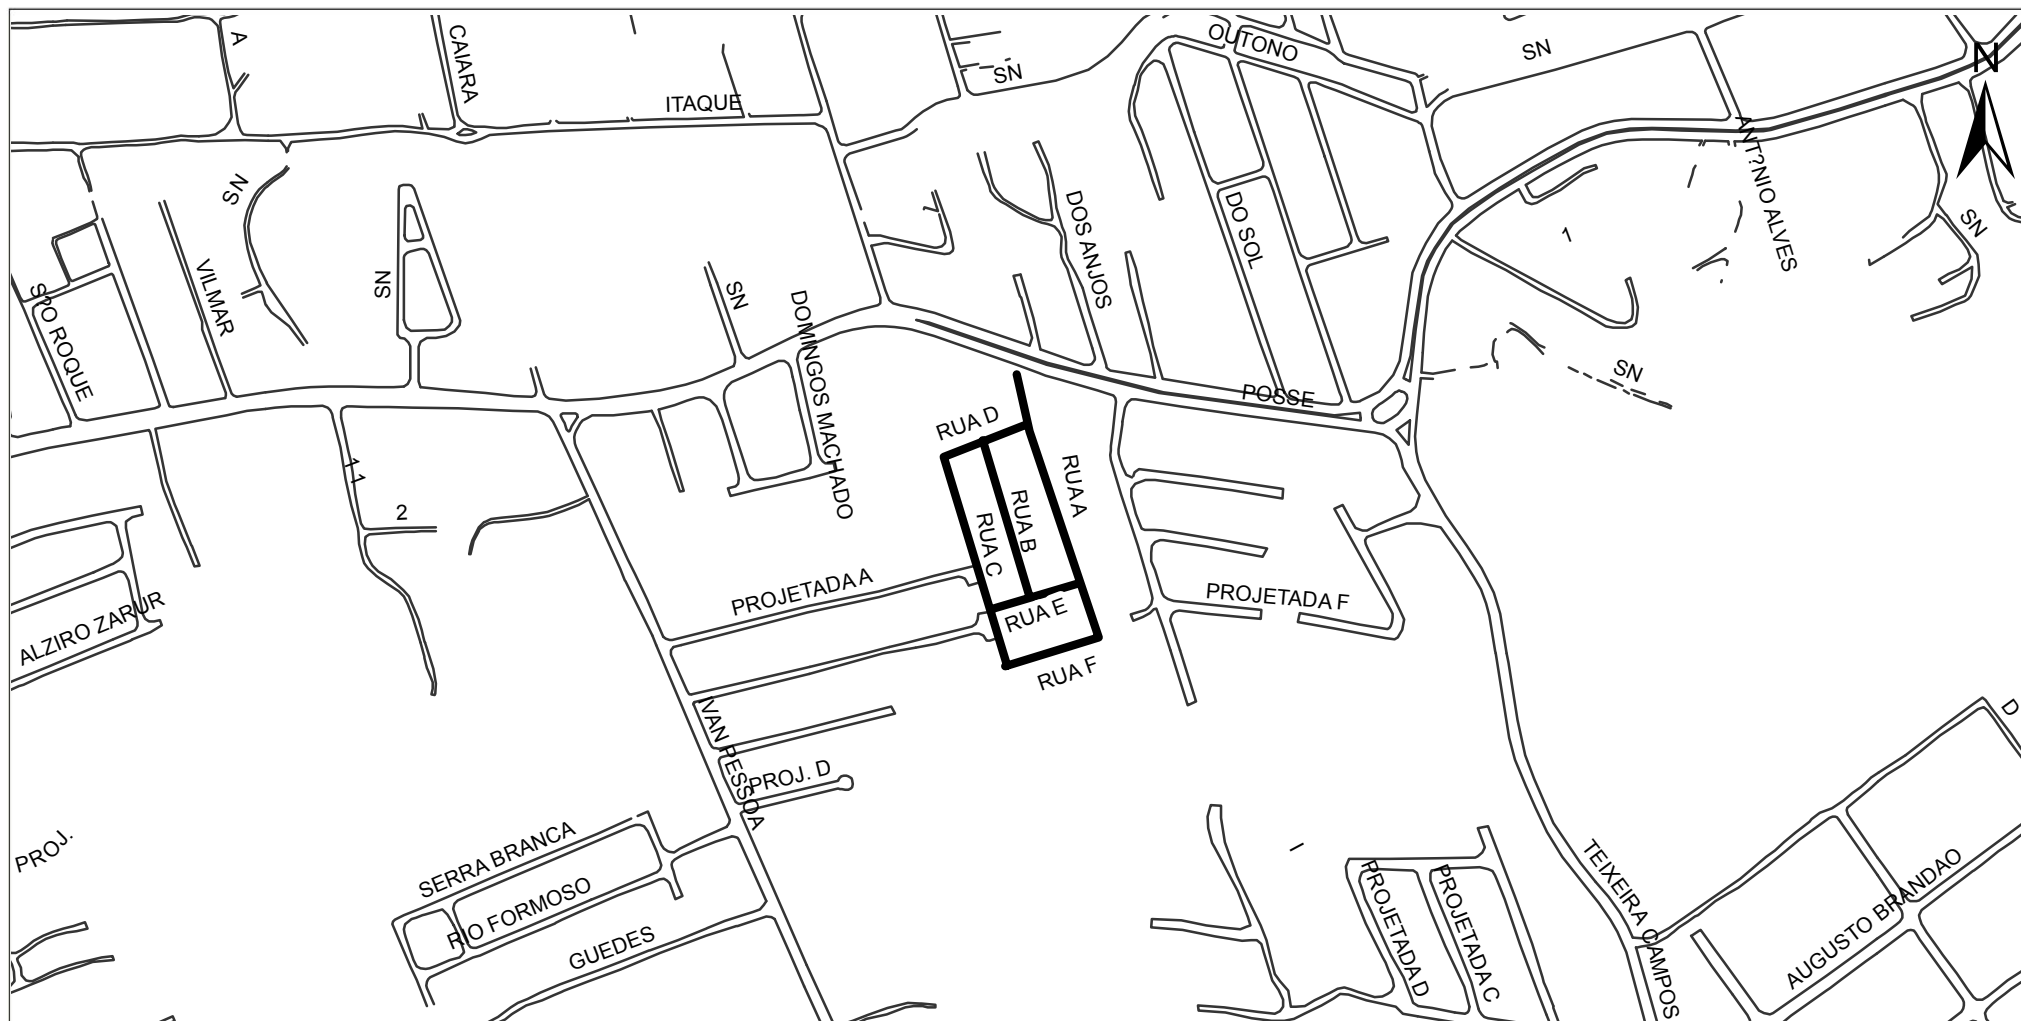 A
CAIARA
ITAQUE
SN
OUTONO
SN
N
ANT?NIO ALVES
SN
VILMAR
S?O ROQUE
SN
SN
DOMINGOS MACHADO
DOS ANJOS
DO SOL
1
SN
SN
POSSE
RUA D
RUA A
RUA B
RUA C
RUA E
RUA F
11
2
PROJETADA A
PROJETADA F
ALZIRO ZARUR
IVAN PESSOA
PROJ. D
PROJ.
SERRA BRANCA
RIO FORMOSO
GUEDES
I
PROJETADA D
PROJETADA C
TEIXEIRA CAMPOS
AUGUSTO BRANDAO
D